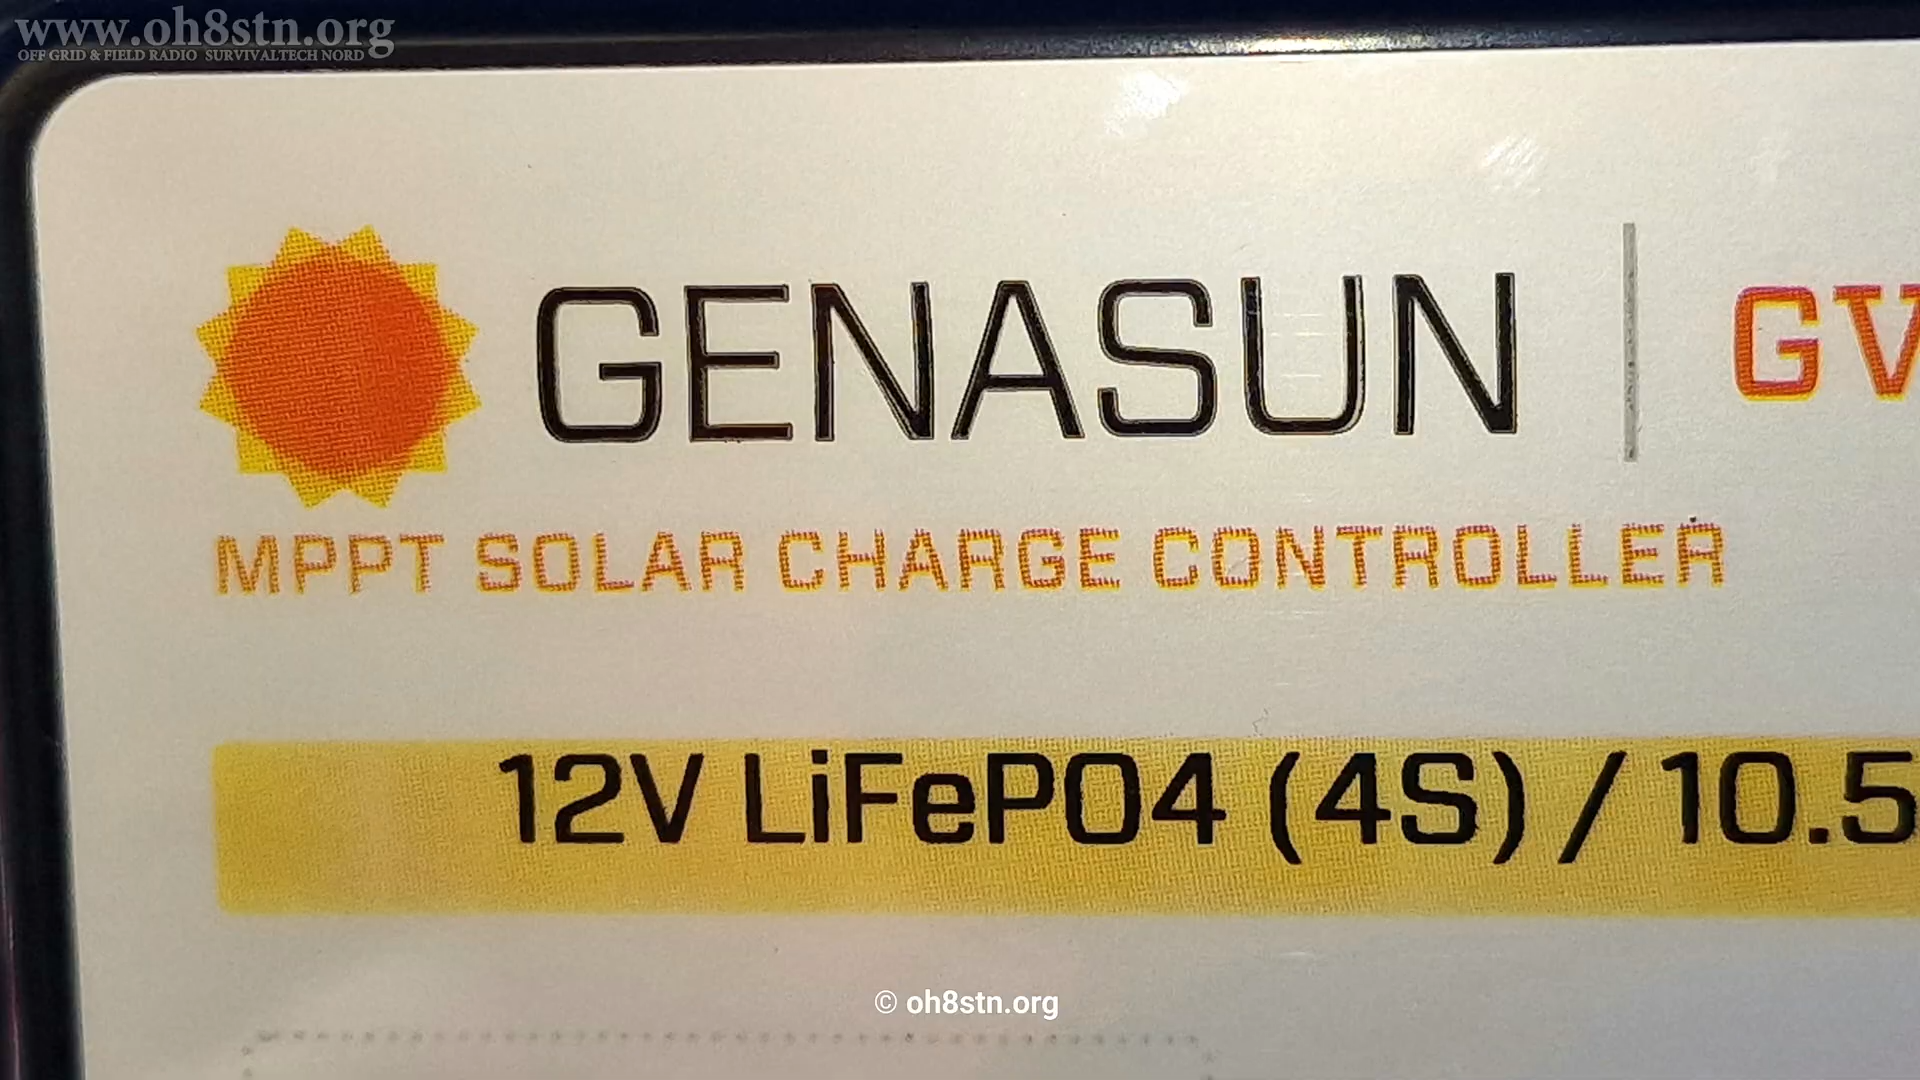 www.oh8stn.org
OFF GRID & FIELD RADIO SURVIVALTECH NORD
GENASUN | GV
MPPT SOLAR CHARGE CONTROLLER
12V LiFePO4 (4S) / 10.5
© oh8stn.org